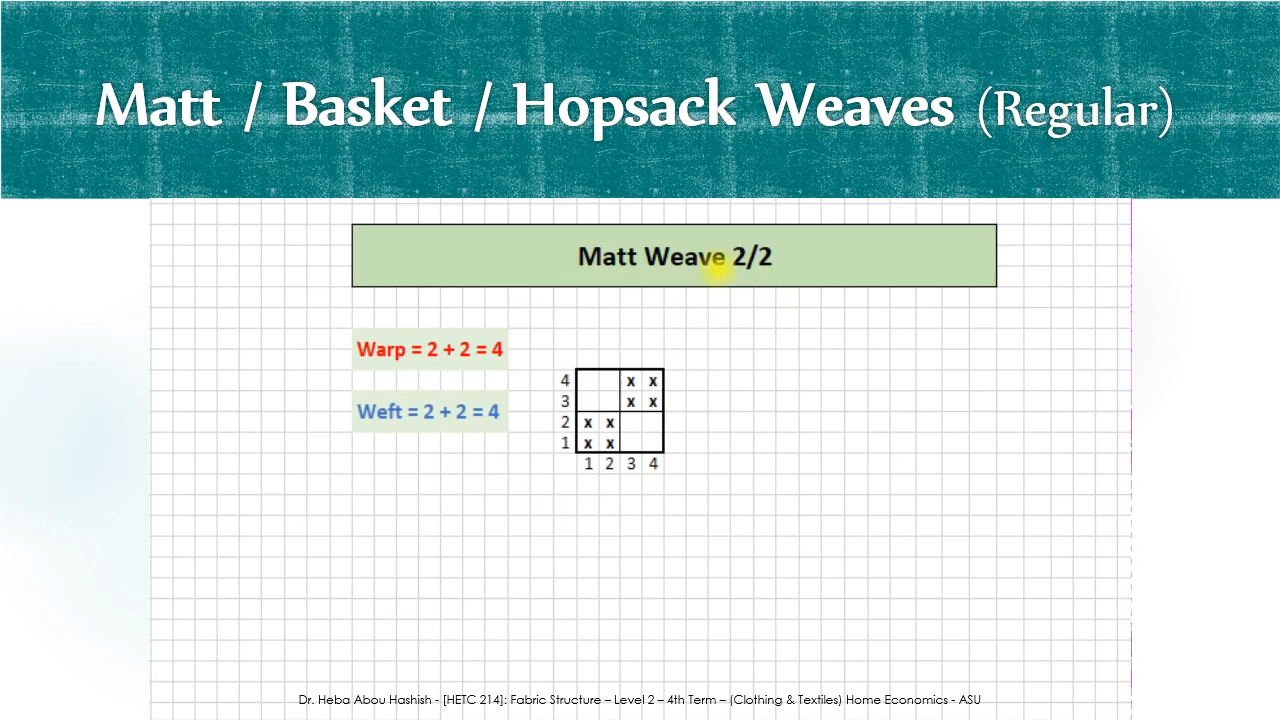 Matt / Basket / Hopsack Weaves (Regular)
Matt Weave 2/2
Warp = 2 + 2 = 4
Weft = 2 + 2 = 4
4 x x
3 x x
2 x x
1 x x
1 2 3 4
Dr. Heba Abou Hashish - [HETC 214]: Fabric Structure – Level 2 – 4th Term – (Clothing & Textiles) Home Economics - ASU